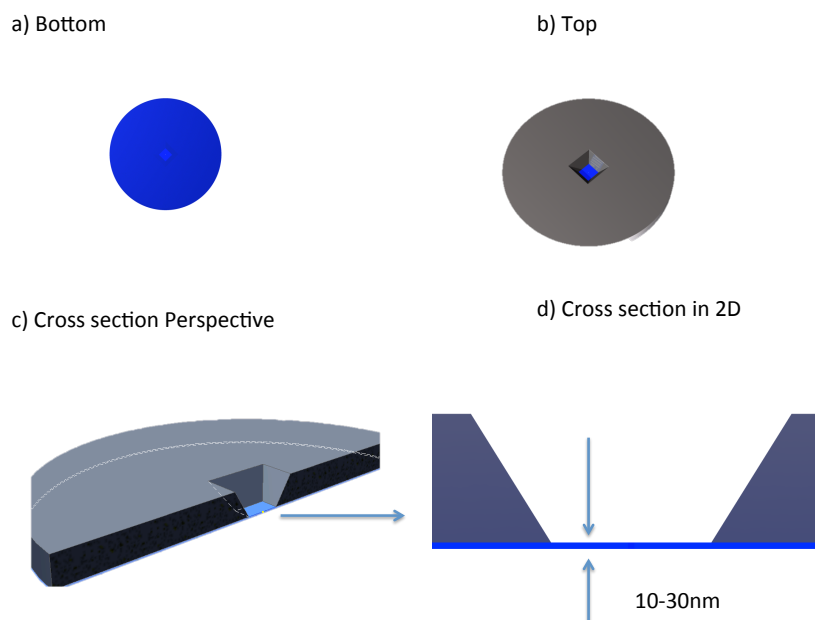 a) Bottom
b) Top
c) Cross section Perspective
d) Cross section in 2D
10-30nm